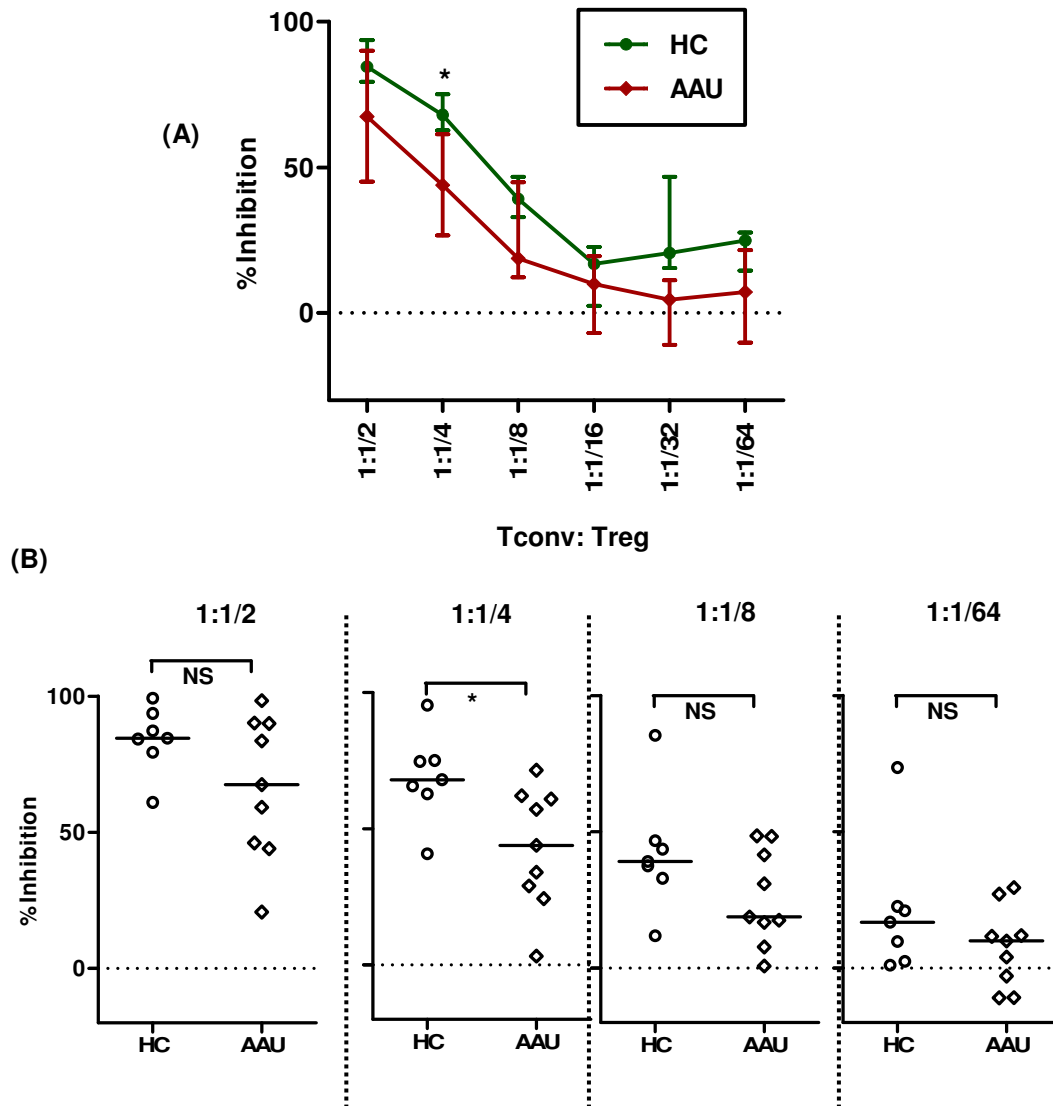 100
HC
*
AAU
(A)
50
% Inhibition
0
1:1/2
1:1/4
1:1/8
1:1/16
1:1/32
1:1/64
Tconv: Treg
(B)
1:1/2
1:1/4
1:1/8
1:1/64
NS
*
NS
NS
100
50
% Inhibition
0
HC
AAU
HC
AAU
HC
AAU
HC
AAU